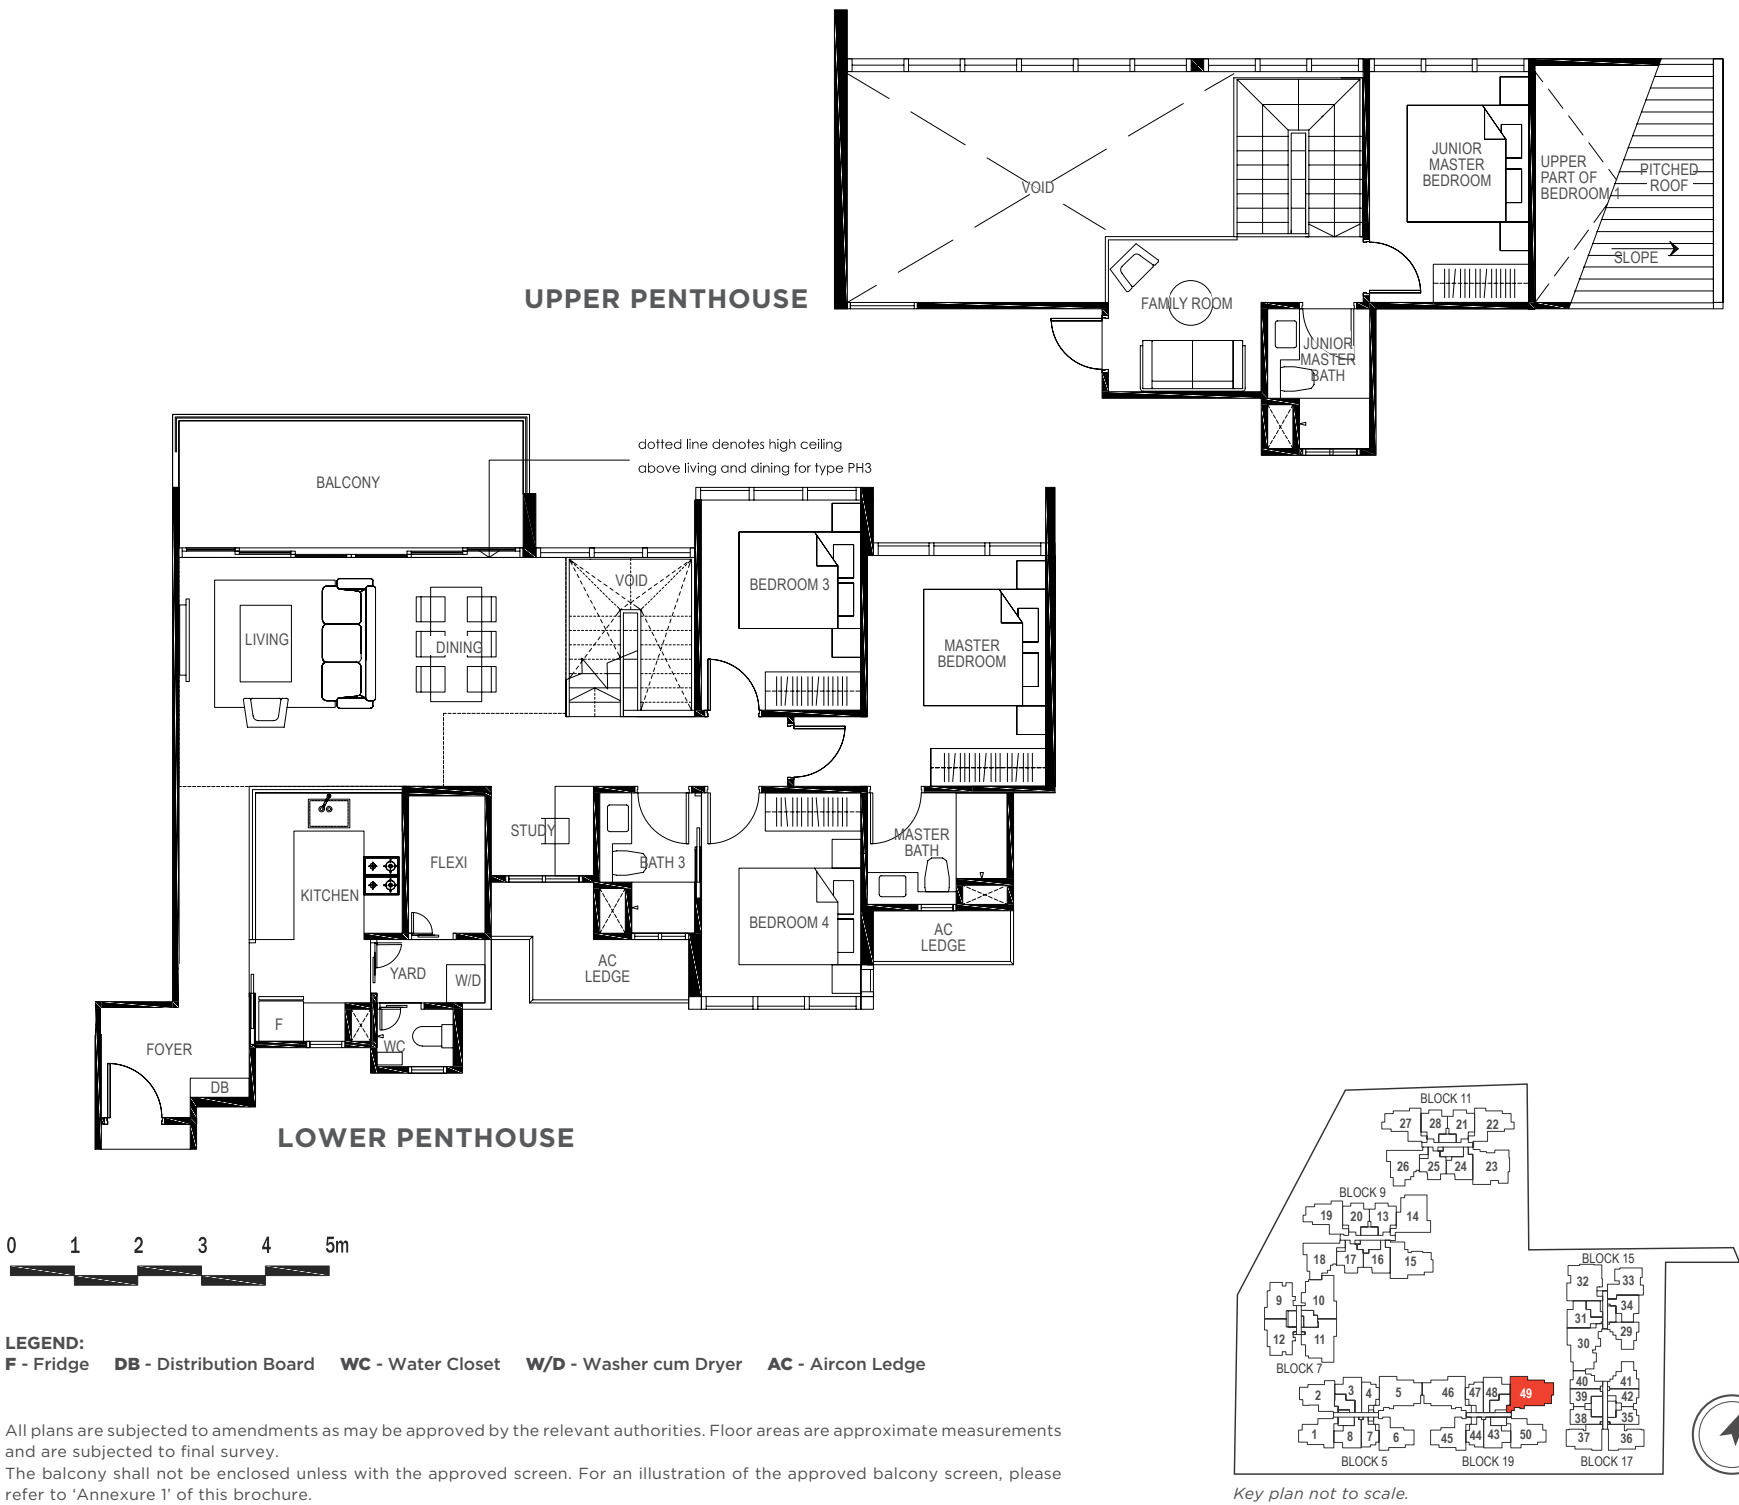 JUNIOR
MASTER
BEDROOM
UPPER
PART OF
BEDROOM 1
PITCHED
ROOF
VOID
SLOPE
UPPER PENTHOUSE
FAMILY ROOM
JUNIOR
MASTER
BATH
dotted line denotes high ceiling
above living and dining for type PH3
BALCONY
VOID
BEDROOM 3
LIVING
DINING
MASTER
BEDROOM
STUDY
MASTER
BATH
FLEXI
BATH 3
KITCHEN
BEDROOM 4
AC
LEDGE
AC
LEDGE
YARD
W/D
F
WC
FOYER
DB
LOWER PENTHOUSE
0 1 2 3 4 5m
LEGEND:
F - Fridge DB - Distribution Board WC - Water Closet W/D - Washer cum Dryer AC - Aircon Ledge
All plans are subjected to amendments as may be approved by the relevant authorities. Floor areas are approximate measurements
and are subjected to final survey.
The balcony shall not be enclosed unless with the approved screen. For an illustration of the approved balcony screen, please
refer to ‘Annexure 1’ of this brochure.
BLOCK 11
27 28 21 22
26 25 24 23
BLOCK 9
19 20 13 14
18 17 16 15
BLOCK 15
32 33
31 34
30 29
9 10
12 11
BLOCK 7
2 3 4 5 46 47 48 49
1 8 7 6 45 44 43 50
BLOCK 5 BLOCK 19
40 41
39 42
38 35
37 36
BLOCK 17
Key plan not to scale.